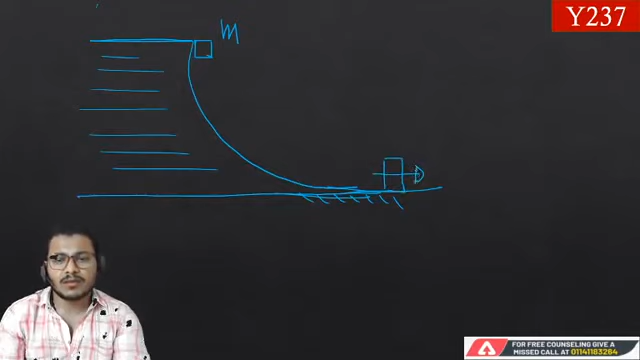 Y237
m
FOR FREE COUNSELING GIVE A
MISSED CALL AT 01141183264